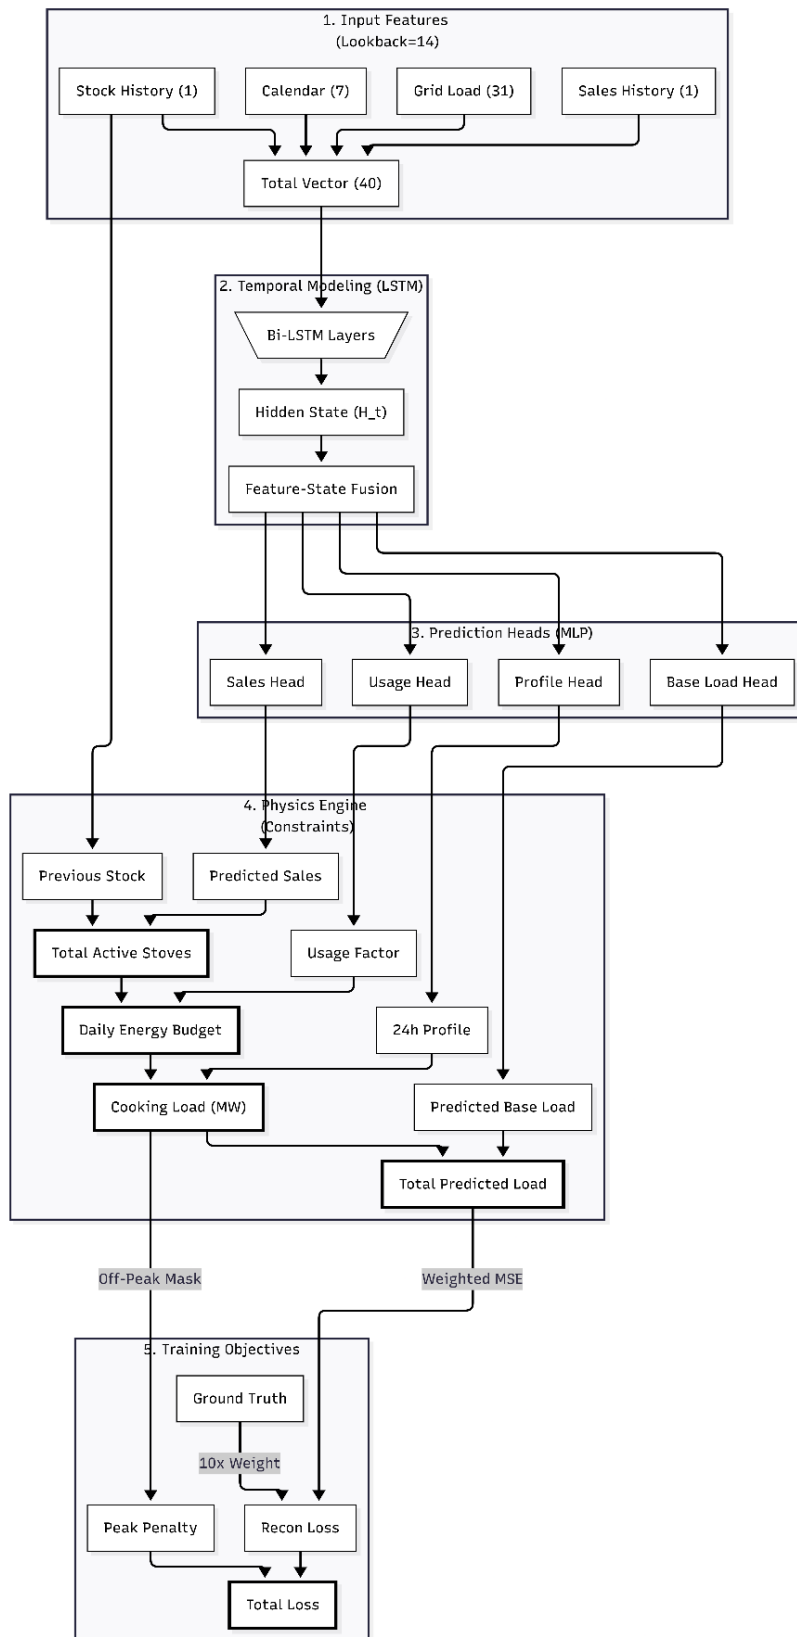 1. Input Features
(Lookback=14)
Stock History (1)
Calendar (7)
Grid Load (31)
Sales History (1)
Total Vector (40)
2. Temporal Modeling (LSTM)
Bi-LSTM Layers
Hidden State (H_t)
Feature-State Fusion
3. Prediction Heads (MLP)
Sales Head
Usage Head
Profile Head
Base Load Head
4. Physics Engine
(Constraints)
Previous Stock
Predicted Sales
Total Active Stoves
Usage Factor
Daily Energy Budget
24h Profile
Cooking Load (MW)
Predicted Base Load
Total Predicted Load
Off-Peak Mask
Weighted MSE
5. Training Objectives
Ground Truth
10x Weight
Peak Penalty
Recon Loss
Total Loss